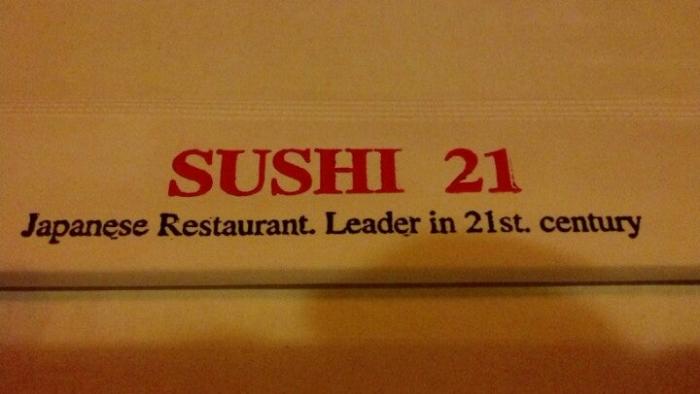 SUSHI 21
Japanese Restaurant. Leader in 21st. century